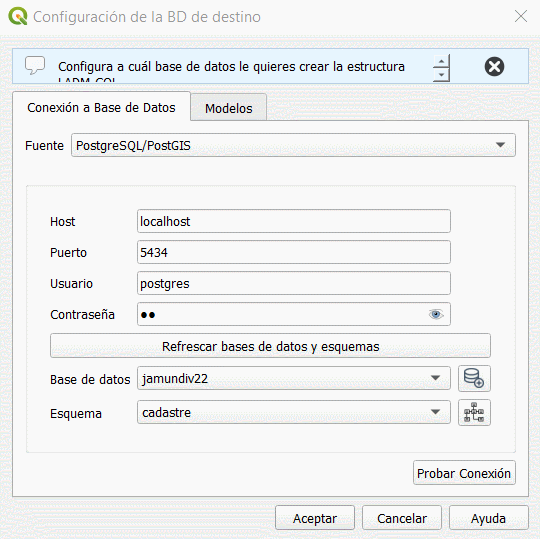 Configuración de la BD de destino
Configura a cuál base de datos le quieres crear la estructura
LADM_COL
Conexión a Base de Datos
Modelos
Fuente
PostgreSQL/PostGIS
Host
localhost
Puerto
5434
Usuario
postgres
Contraseña
●●
Refrescar bases de datos y esquemas
Base de datos
jamundiv22
Esquema
cadastre
Probar Conexión
Aceptar
Cancelar
Ayuda